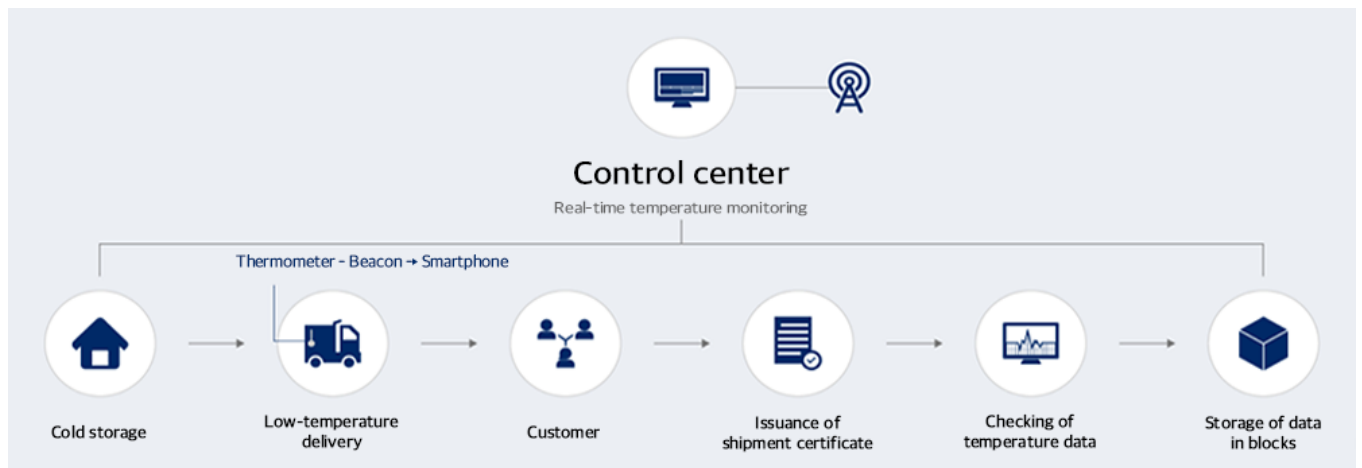 Control center
Real-time temperature monitoring
Thermometer - Beacon → Smartphone
Cold storage
Low-temperature
delivery
Customer
Issuance of
shipment certificate
Checking of
temperature data
Storage of data
in blocks